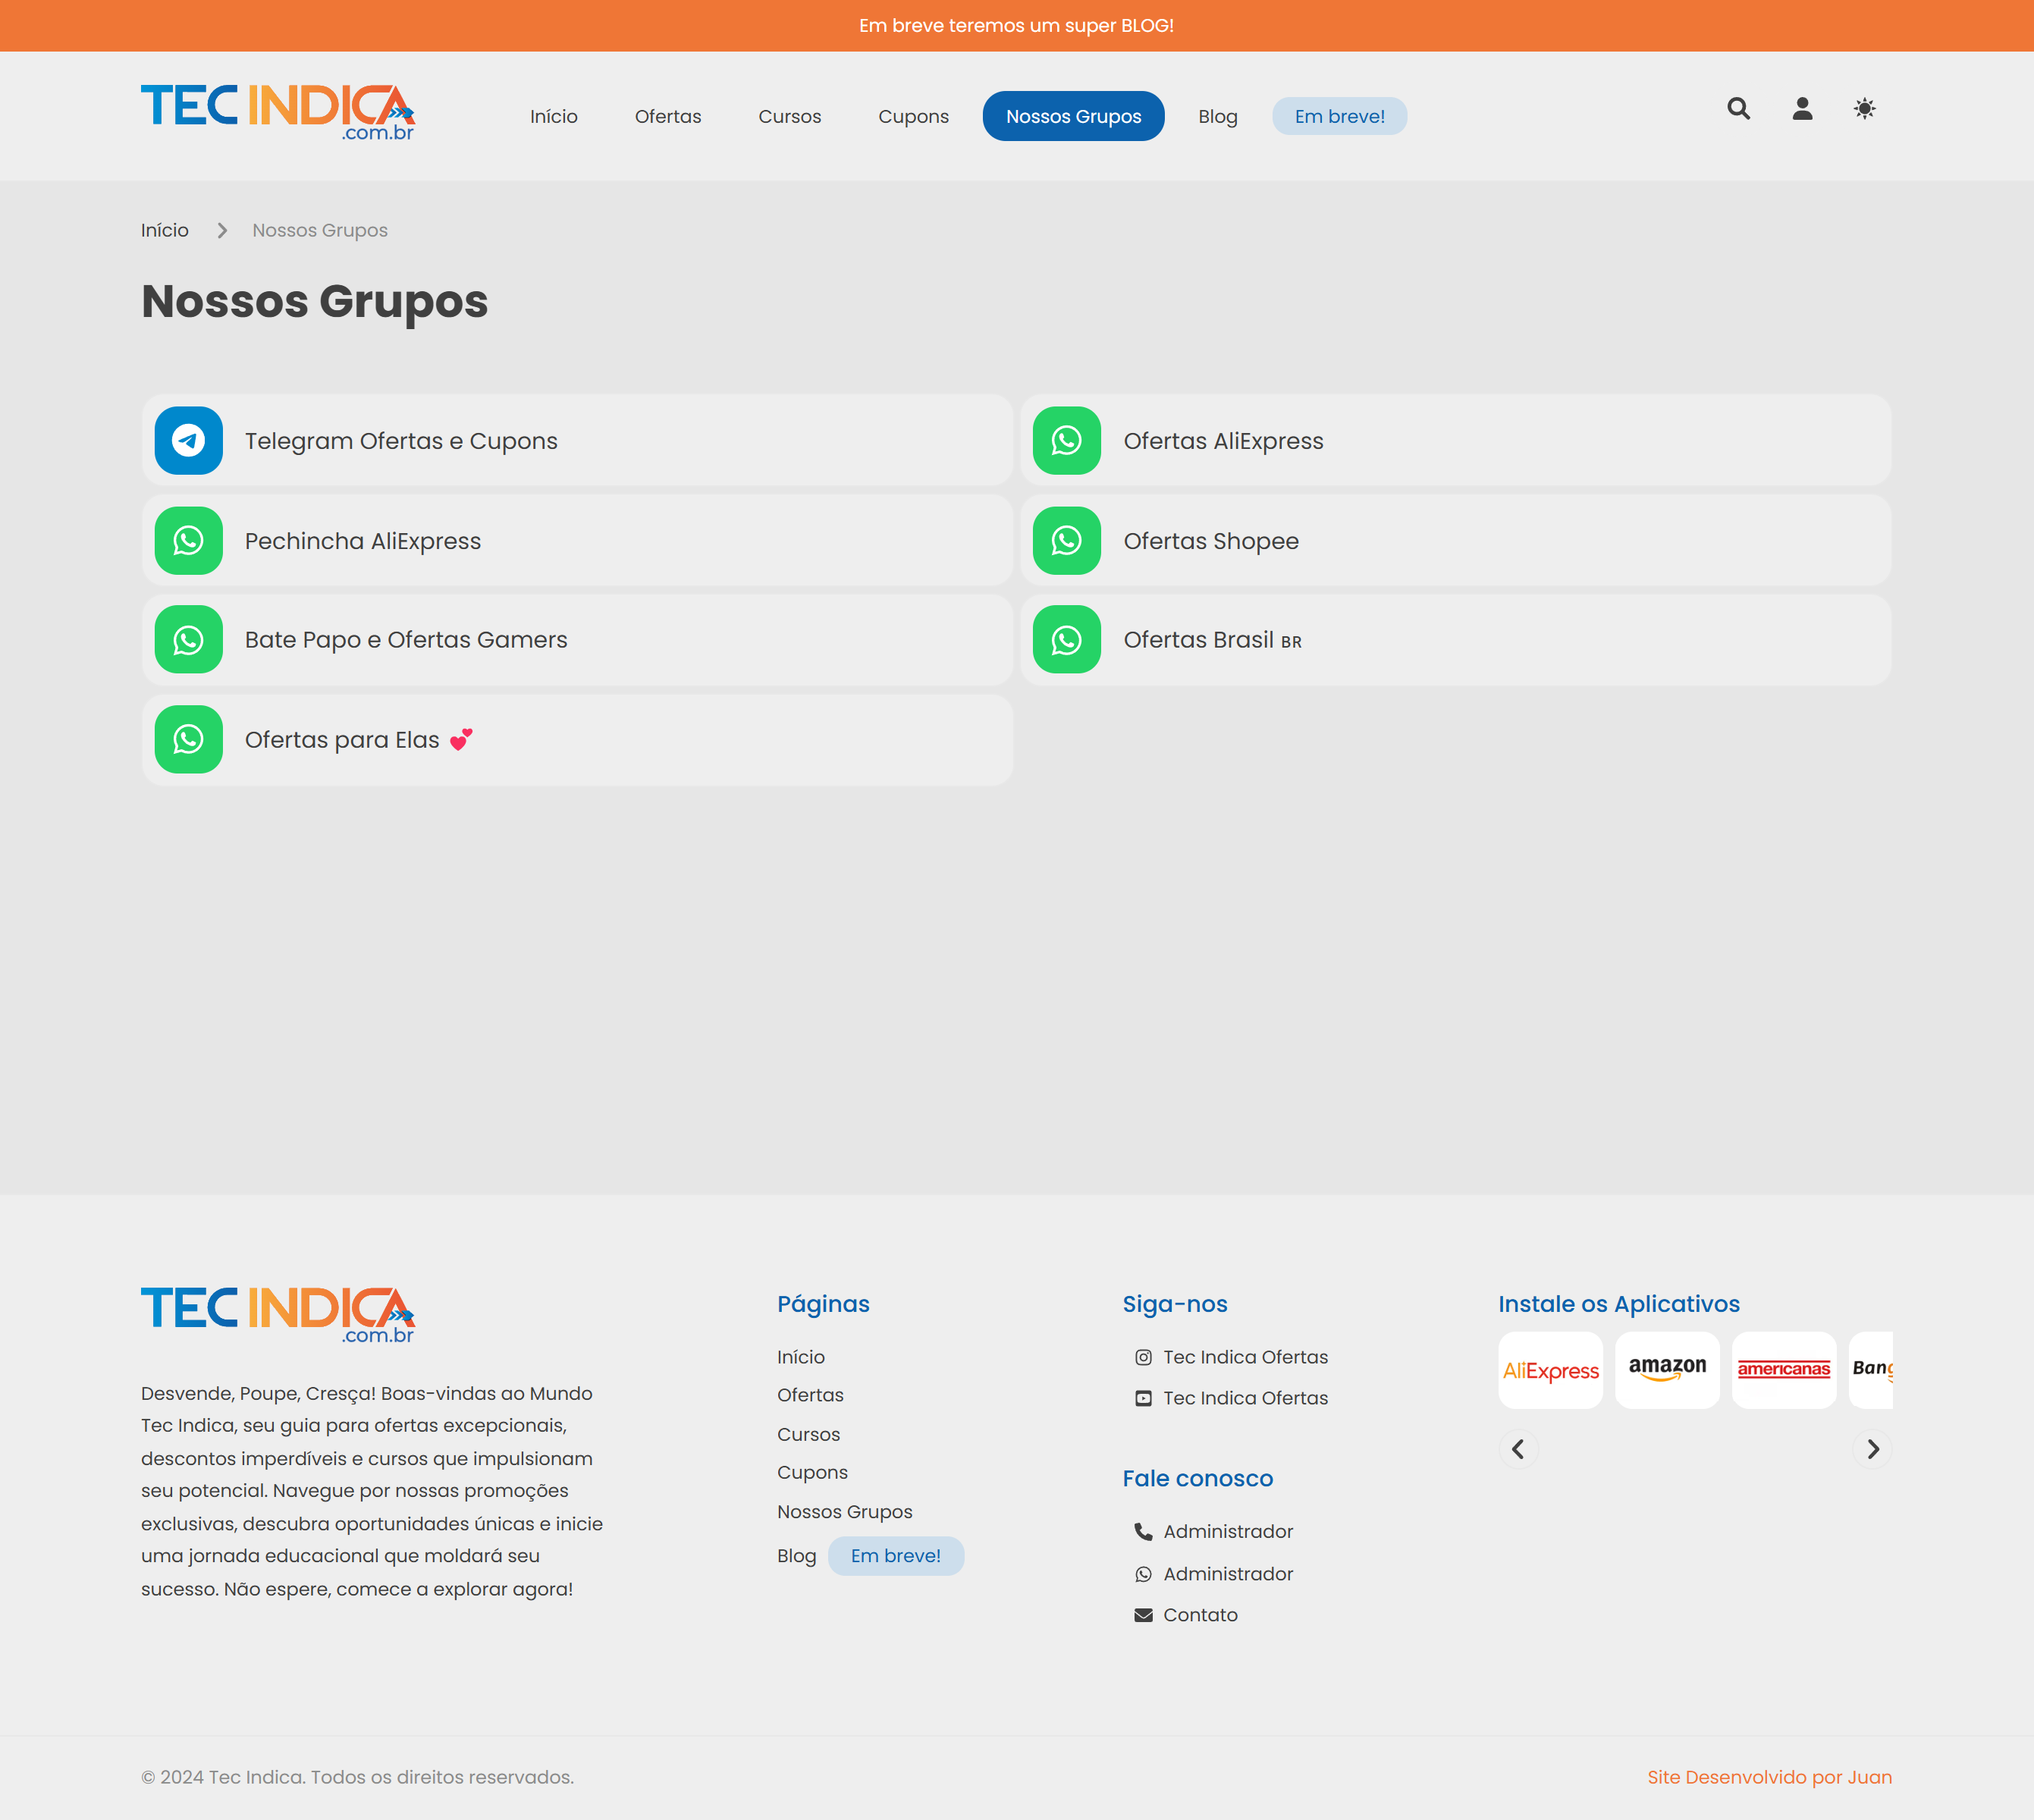 Em breve teremos um super BLOG!
TEC INDICA
.com.br
Início
Ofertas
Cursos
Cupons
Nossos Grupos
Blog
Em breve!
Início
Nossos Grupos
Nossos Grupos
Telegram Ofertas e Cupons
Ofertas AliExpress
Pechincha AliExpress
Ofertas Shopee
Bate Papo e Ofertas Gamers
Ofertas Brasil BR
Ofertas para Elas 💕
TEC INDICA
.com.br
Desvende, Poupe, Cresça! Boas-vindas ao Mundo
Tec Indica, seu guia para ofertas excepcionais,
descontos imperdíveis e cursos que impulsionam
seu potencial. Navegue por nossas promoções
exclusivas, descubra oportunidades únicas e inicie
uma jornada educacional que moldará seu
sucesso. Não espere, comece a explorar agora!
Páginas
Início
Ofertas
Cursos
Cupons
Nossos Grupos
Blog
Em breve!
Siga-nos
Tec Indica Ofertas
Tec Indica Ofertas
Fale conosco
Administrador
Administrador
Contato
Instale os Aplicativos
AliExpress
amazon
americanas
Ban
© 2024 Tec Indica. Todos os direitos reservados.
Site Desenvolvido por Juan